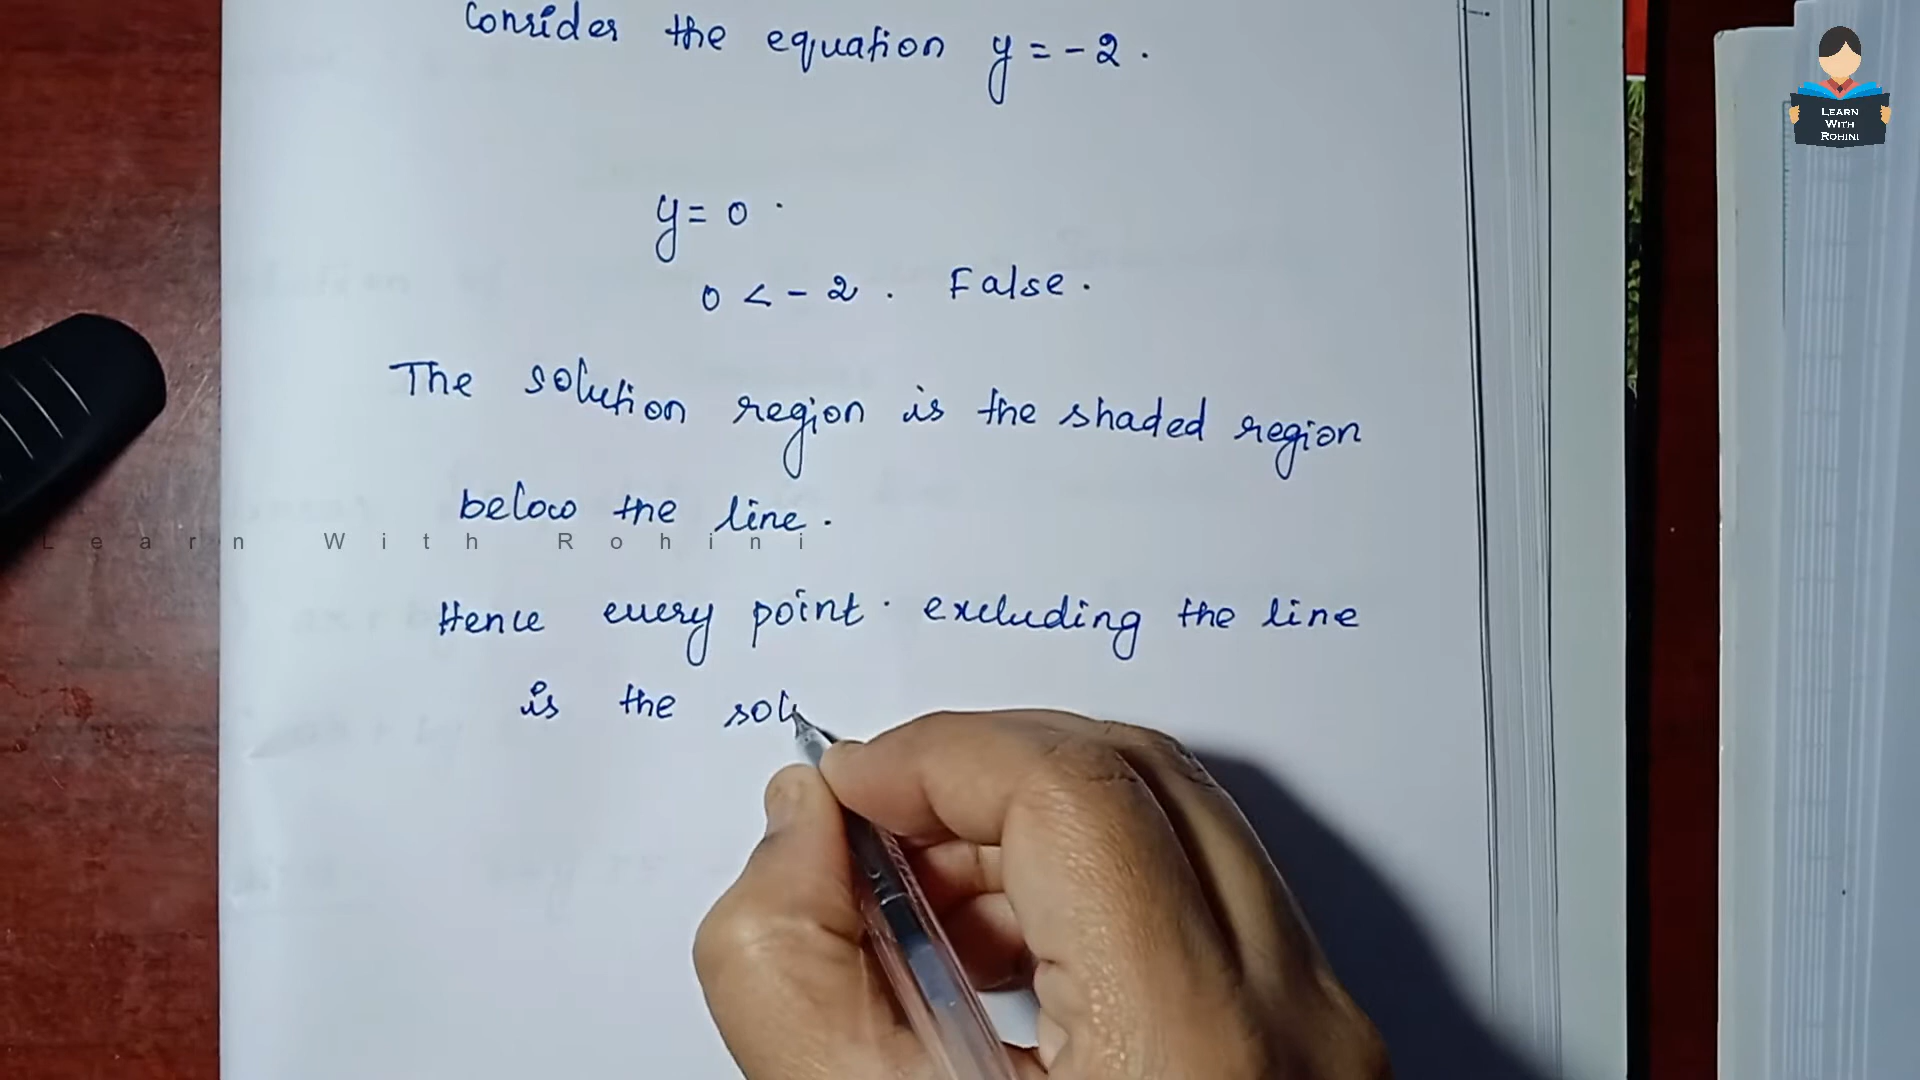 Consider the equation y = -2.
LEARN
WITH
ROHINI
y = 0.
0 < -2. False.
The solution region is the shaded region
below the line.
Learn With Rohini
Hence every point. excluding the line
is the solu